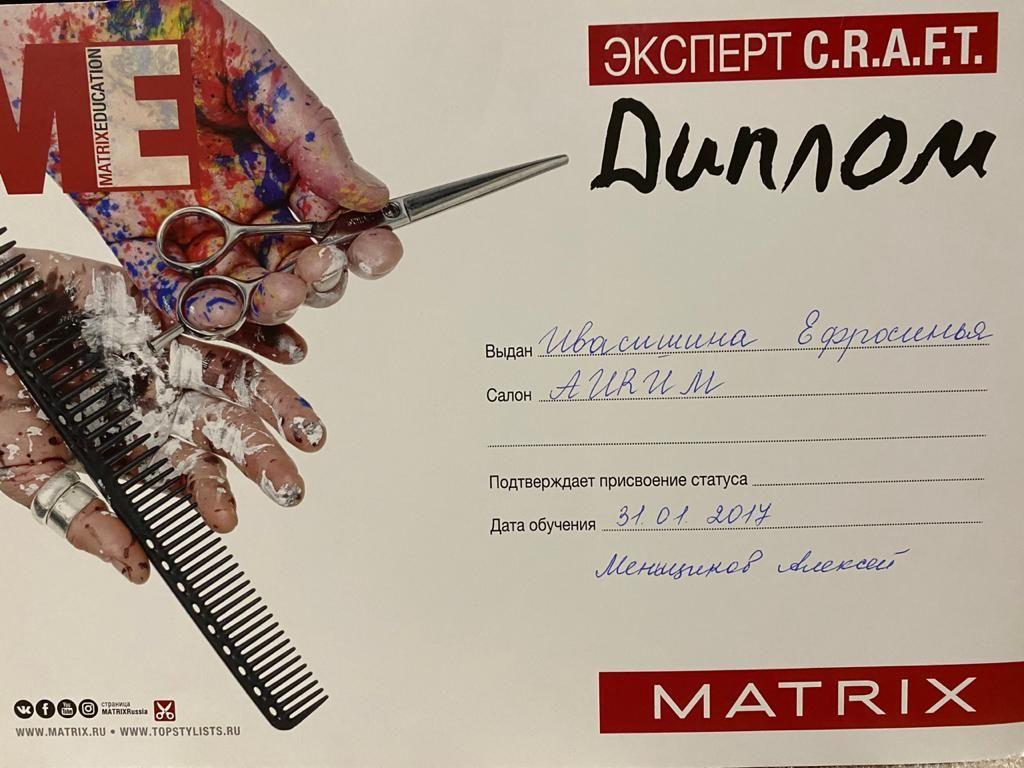 ME
MATRIXEDUCATION
ЭКСПЕРТ C.R.A.F.T.
Диплом
Выдан Ивасишина Ефросинья
Салон АИКИМ
Подтверждает присвоение статуса
Дата обучения 31.01.2017
Меньщиков Алексей
страница
MATRIXRussia
WWW.MATRIX.RU • WWW.TOPSTYLISTS.RU
MATRIX